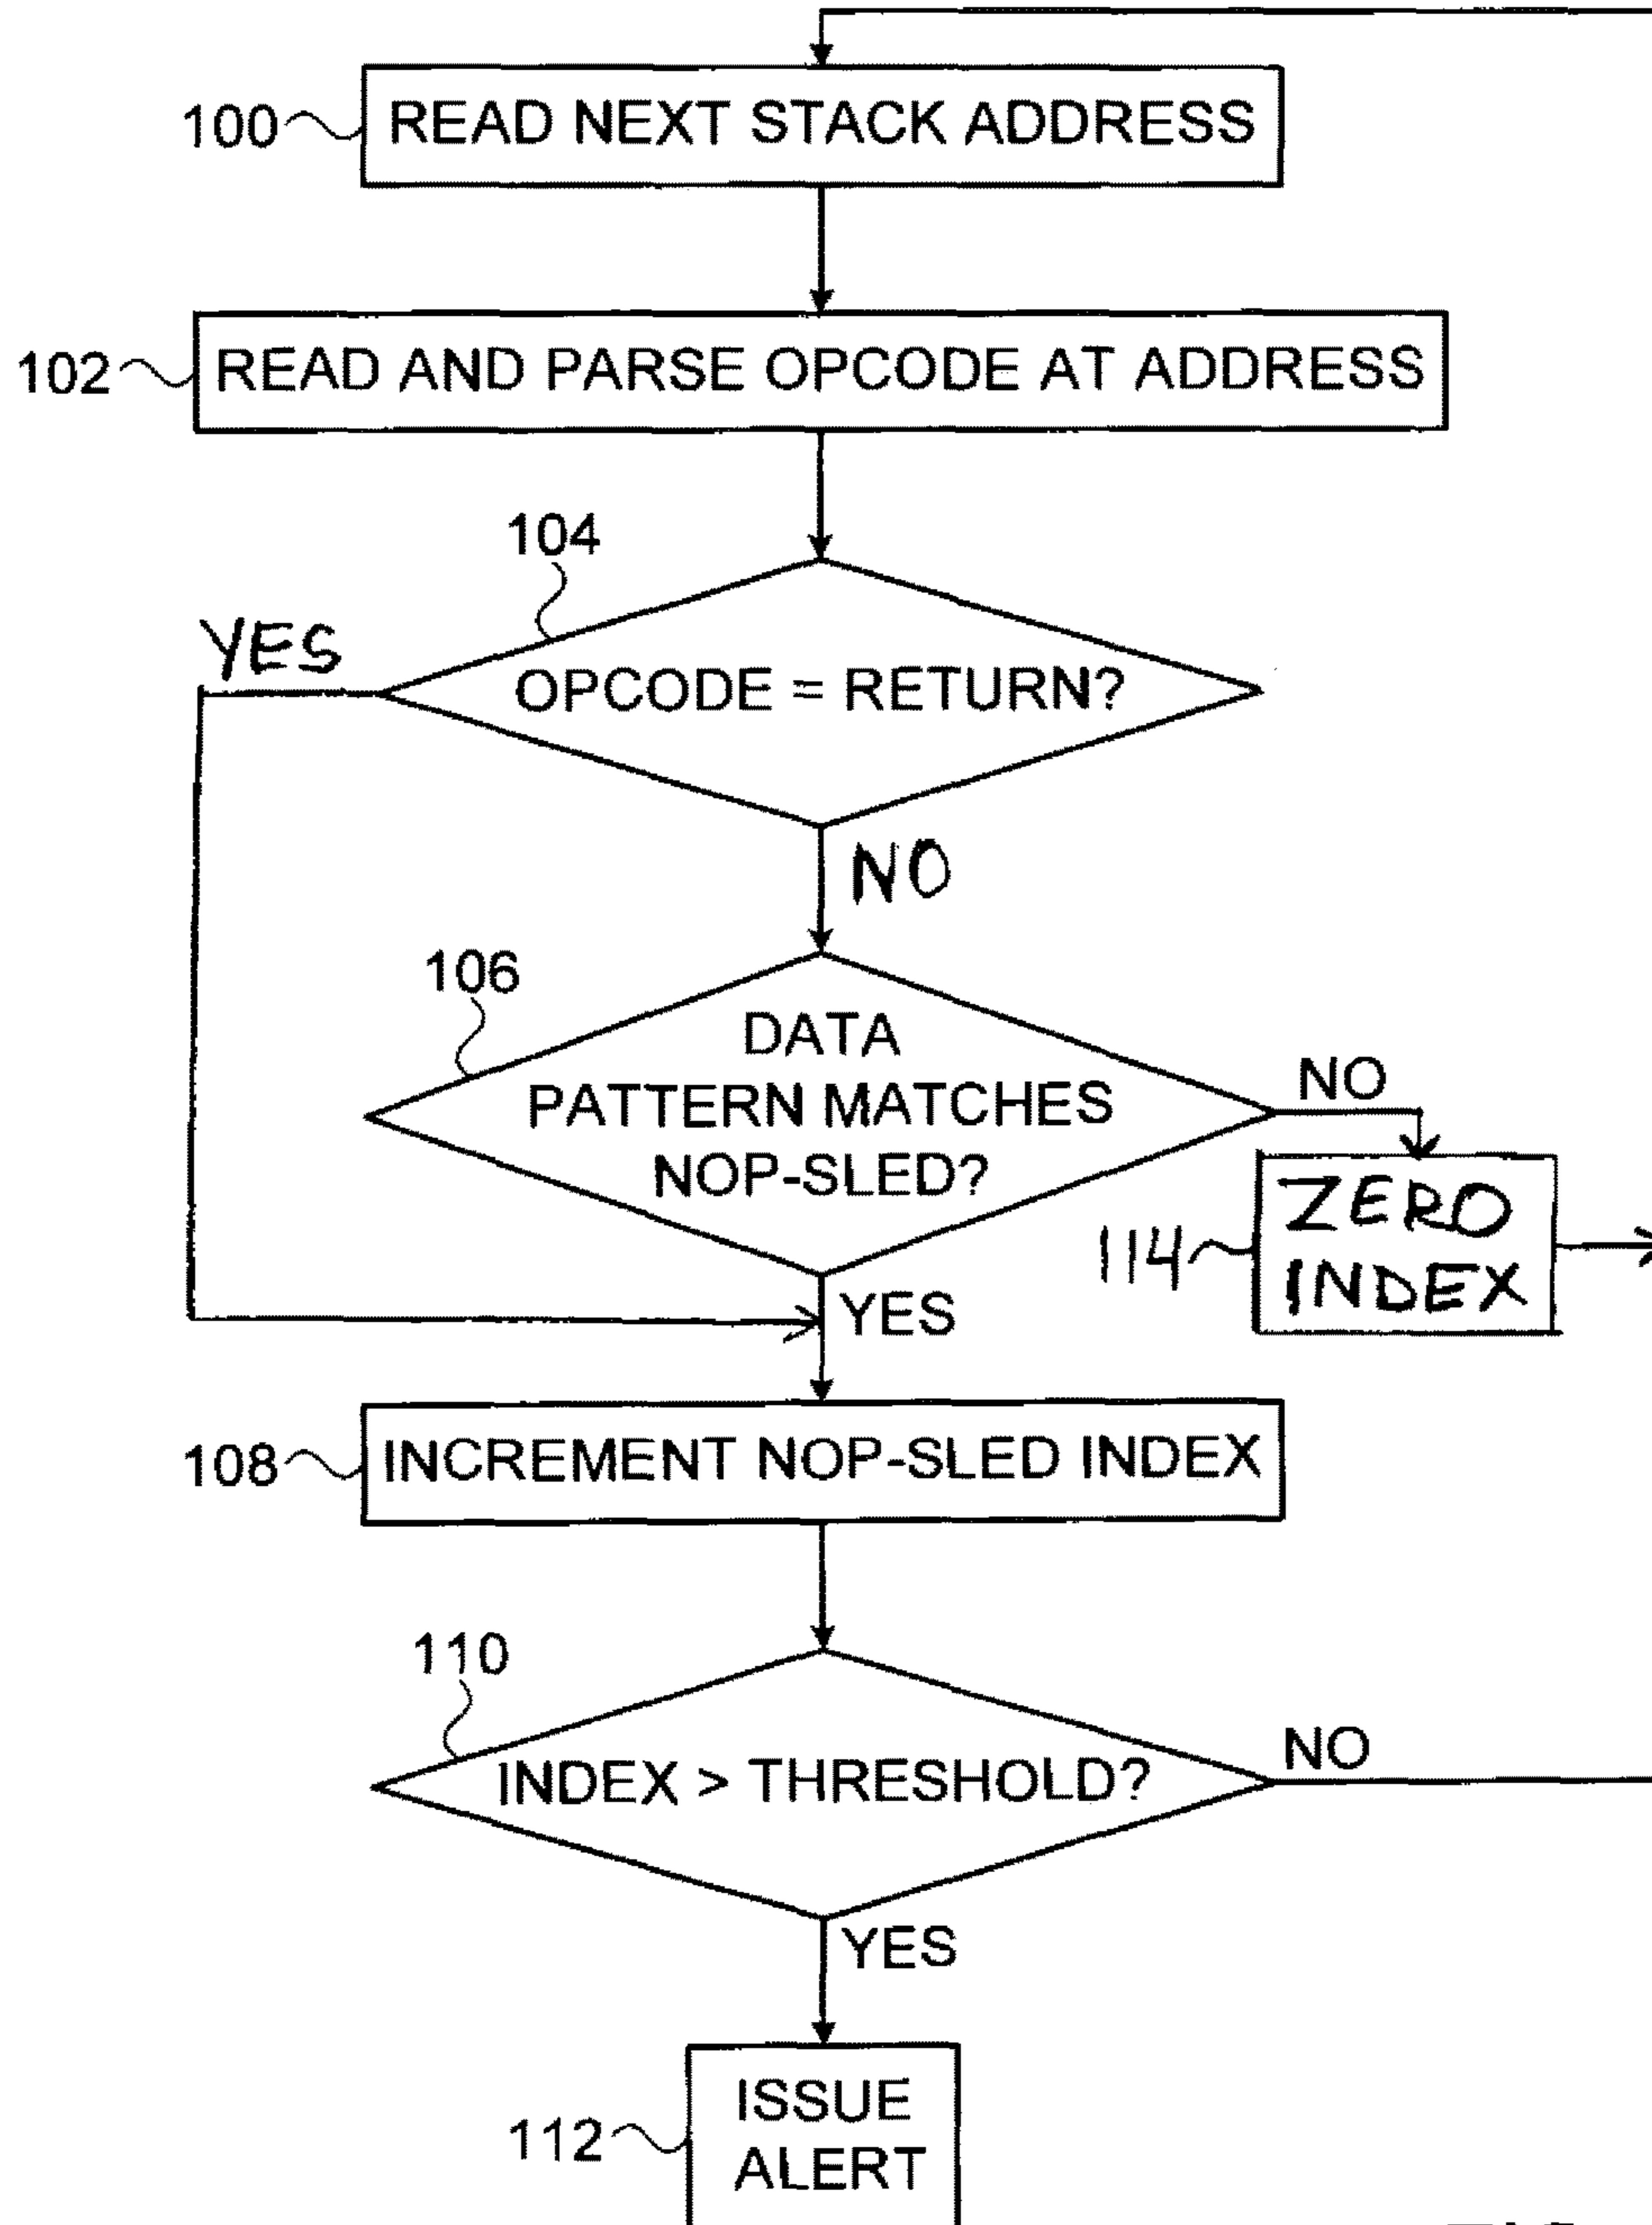 100
READ NEXT STACK ADDRESS
102
READ AND PARSE OPCODE AT ADDRESS
104
YES
OPCODE = RETURN?
NO
106
DATA
PATTERN MATCHES
NOP-SLED?
NO
114
ZERO
INDEX
YES
108
INCREMENT NOP-SLED INDEX
110
INDEX > THRESHOLD?
NO
YES
112
ISSUE
ALERT